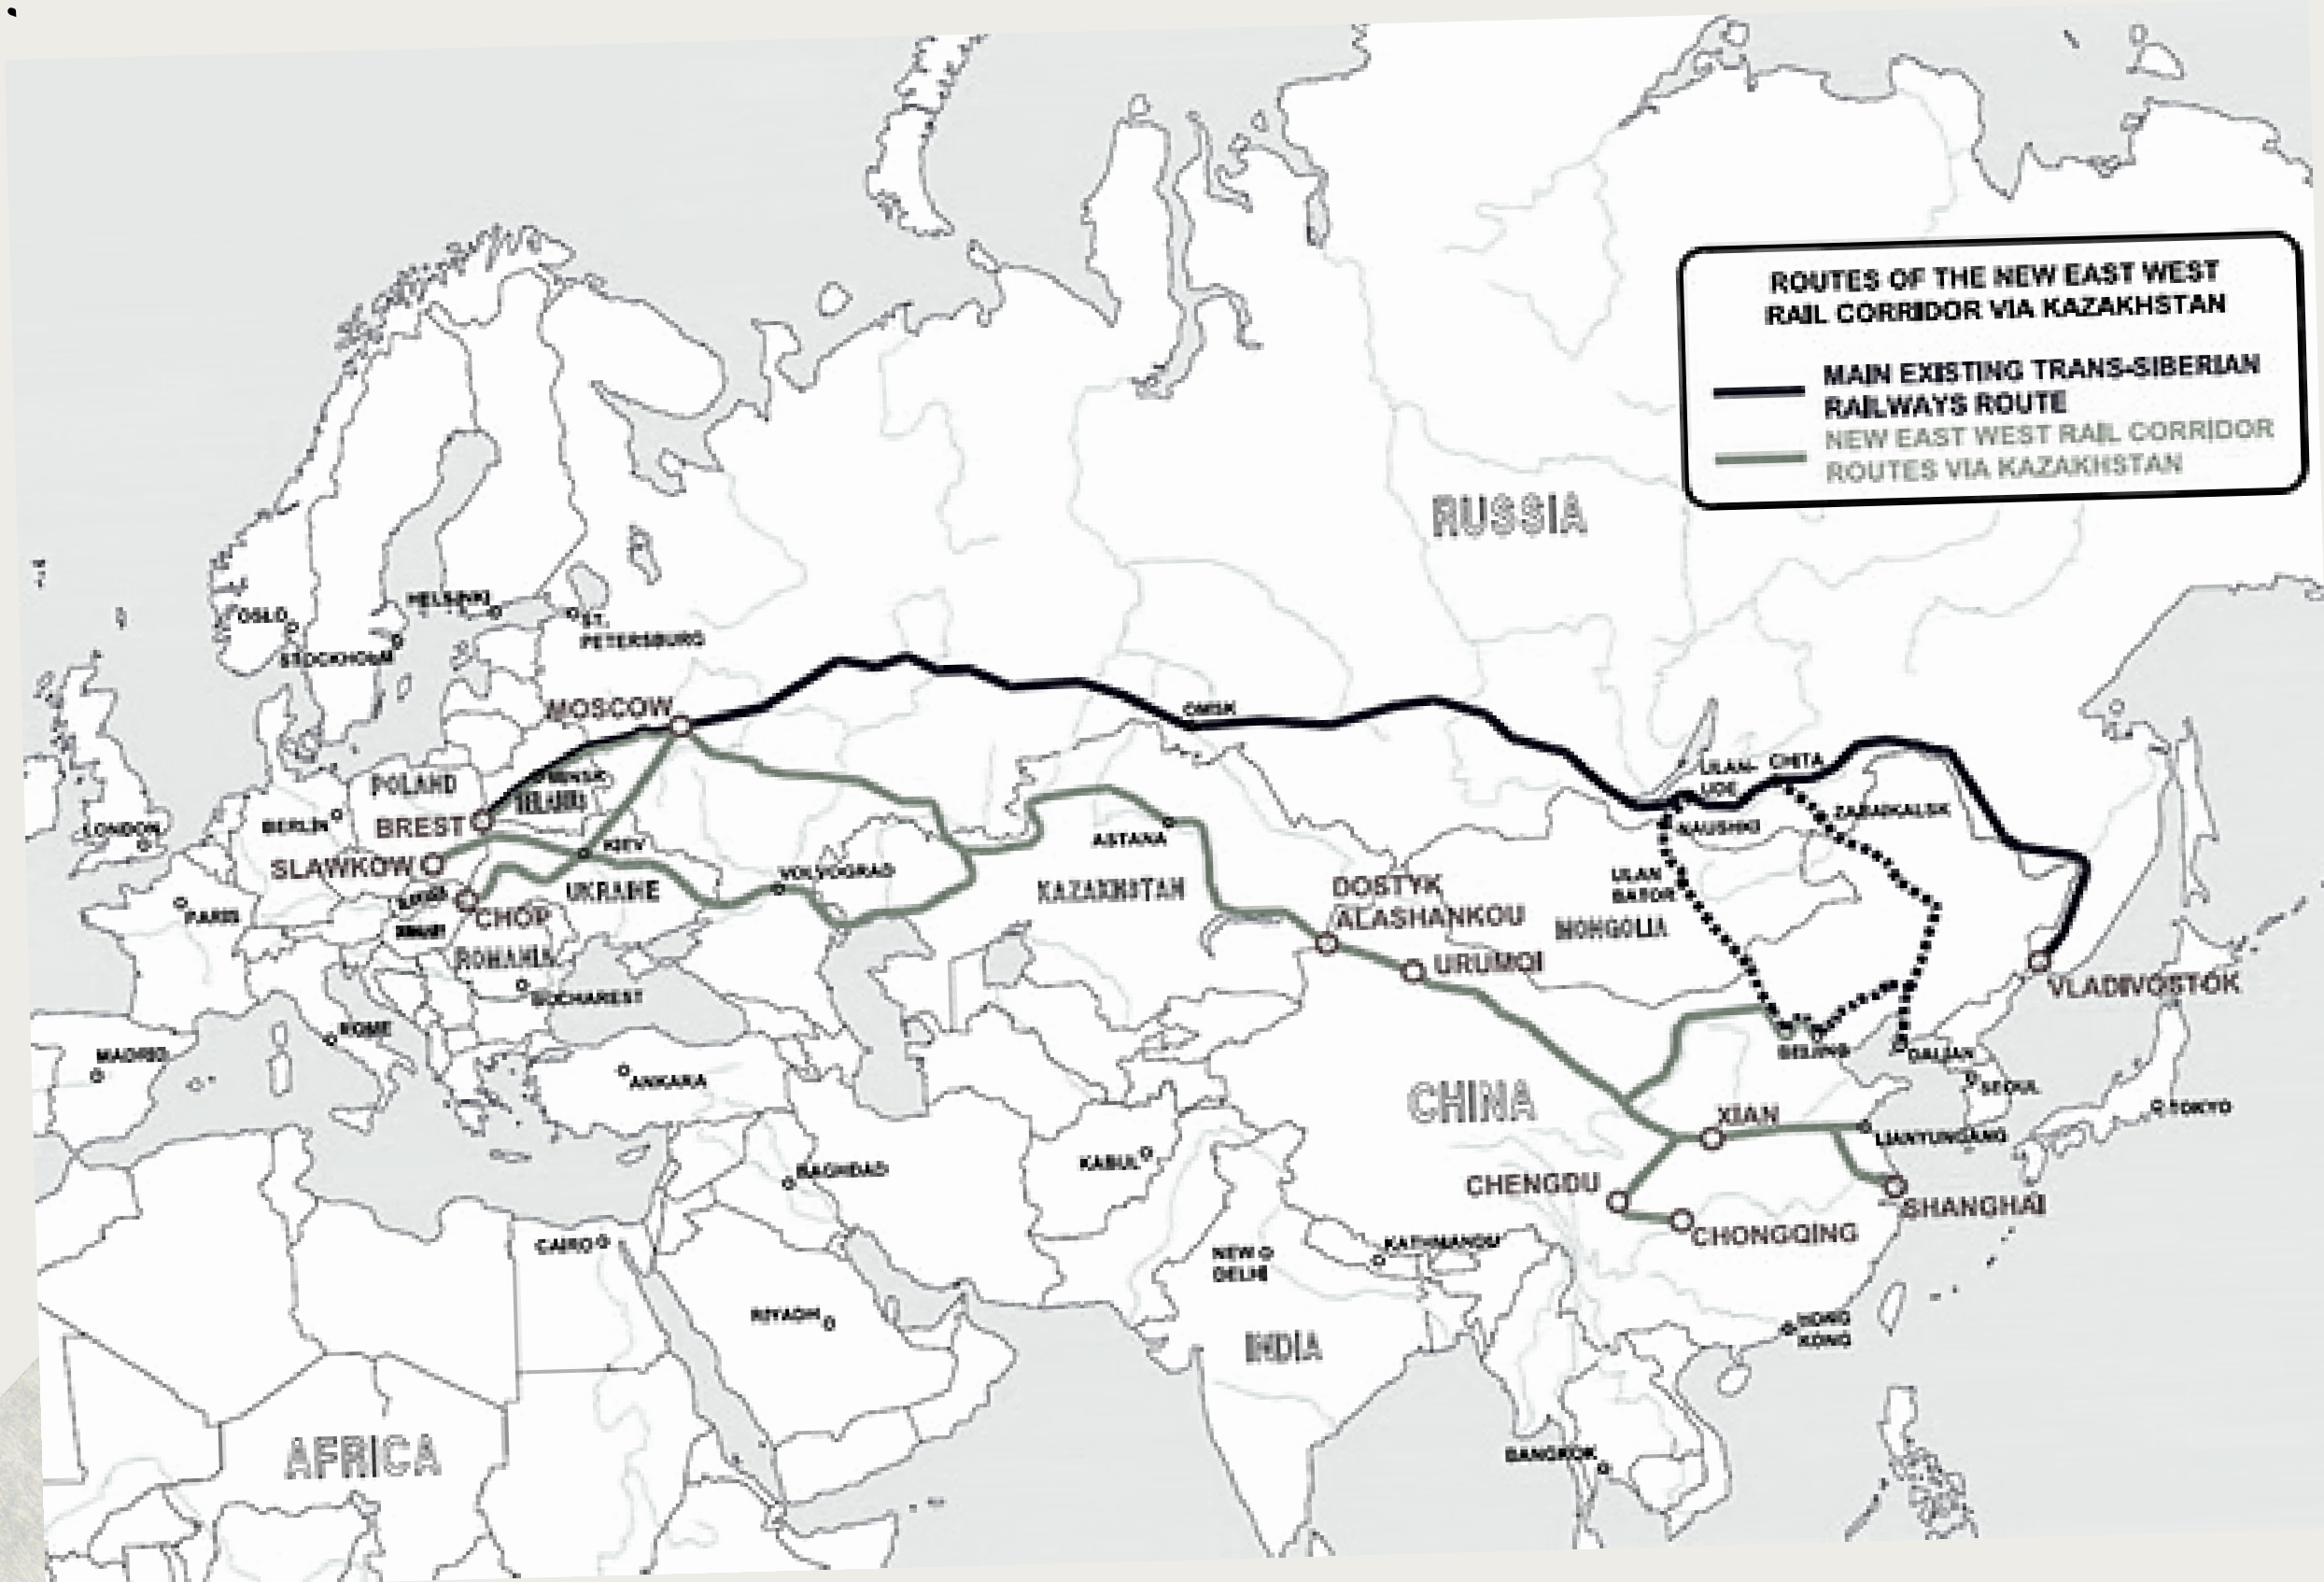 ROUTES OF THE NEW EAST WEST
RAIL CORRIDOR VIA KAZAKHSTAN
MAIN EXISTING TRANS-SIBERIAN
RAILWAYS ROUTE
NEW EAST WEST RAIL CORRIDOR
ROUTES VIA KAZAKHSTAN
RUSSIA
OSLO
HELSINKI
ST.
PETERSBURG
STOCKHOLM
MOSCOW
OMSK
ULAN-
UDE
CHITA
ZABAIKALSK
NAUSHKI
POLAND
MINSK
BERLIN
BREST
LONDON
KIEV
SLAWKOW
ASTANA
VOLVOGRAD
UKRAINE
KAZAKHSTAN
DOSTYK
ALASHANKOU
ULAN
BATOR
MONGOLIA
PARIS
CHOP
ROMANIA
URUMQI
VLADIVOSTOK
BUCHAREST
ROME
MADRID
ANKARA
BEIJING
DALIAN
SEOUL
TOKYO
CHINA
XIAN
LIANYUNGANG
BAGHDAD
KABUL
CHENGDU
SHANGHAI
CHONGQING
CAIRO
NEW
DELHI
KATHMANDU
RIYADH
INDIA
HONG
KONG
AFRICA
BANGKOK